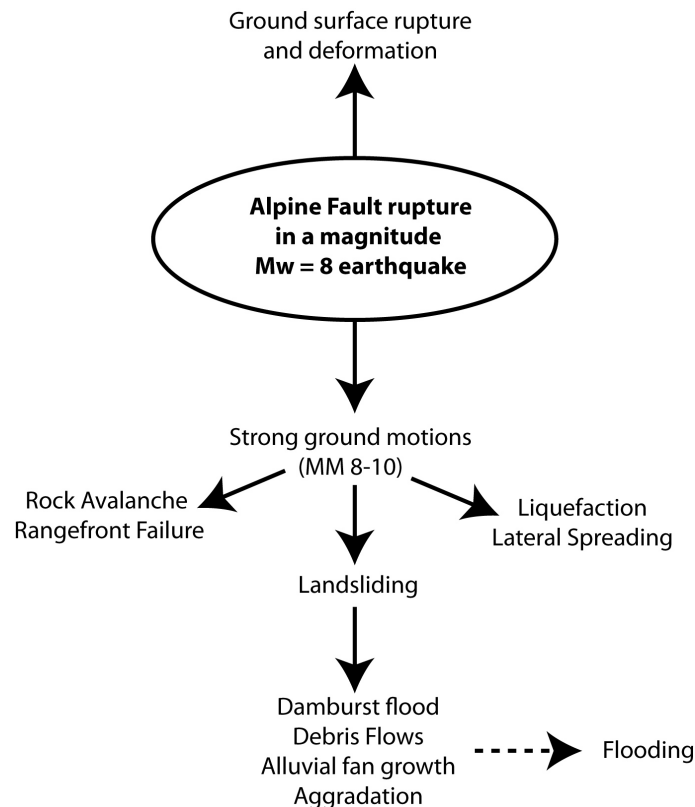 Ground surface rupture
and deformation
Alpine Fault rupture
in a magnitude
Mw = 8 earthquake
Strong ground motions
(MM 8-10)
Rock Avalanche
Rangefront Failure
Liquefaction
Lateral Spreading
Landsliding
Damburst flood
Debris Flows
Alluvial fan growth
Aggradation
Flooding